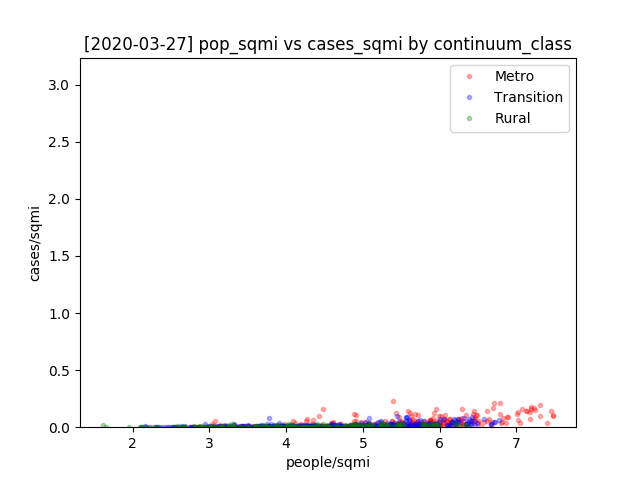 [2020-03-27] pop_sqmi vs cases_sqmi by continuum_class
Metro
Transition
Rural
cases/sqmi
3.0
2.5
2.0
1.5
1.0
0.5
0.0
2 3 4 5 6 7
people/sqmi